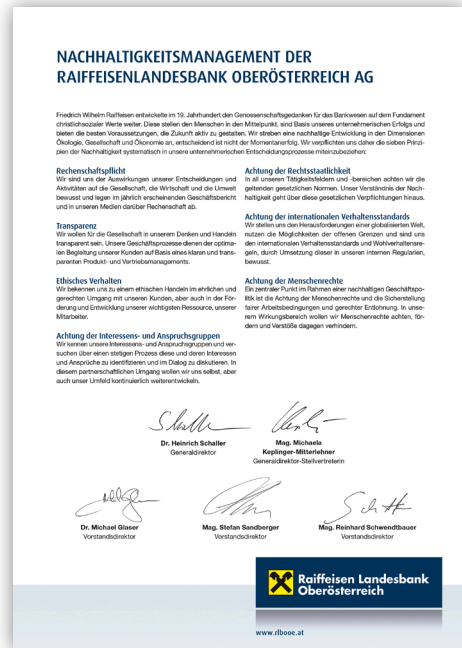 NACHHALTIGKEITSMANAGEMENT DER
RAIFFEISENLANDESBANK OBERÖSTERREICH AG
Friedrich Wilhelm Raiffeisen entwickelte im 19. Jahrhundert den Genossenschaftsgedanken für das Bankwesen auf dem Fundament
christlichsozialer Werte weiter. Diese stellen den Menschen in den Mittelpunkt, sind Basis unseres unternehmerischen Erfolgs und
bieten die besten Voraussetzungen, die Zukunft aktiv zu gestalten. Wir streben eine nachhaltige Entwicklung in den Dimensionen
Ökologie, Gesellschaft und Ökonomie an, entscheidend ist nicht der Momentanerfolg. Wir verpflichten uns daher die sieben Prinzi-
pien der Nachhaltigkeit systematisch in unsere unternehmerischen Entscheidungsprozesse miteinzubeziehen:
Rechenschaftspflicht
Wir sind uns der Auswirkungen unserer Entscheidungen und
Aktivitäten auf die Gesellschaft, die Wirtschaft und die Umwelt
bewusst und legen im jährlich erscheinenden Geschäftsbericht
und in unseren Medien darüber Rechenschaft ab.
Transparenz
Wir wollen für die Gesellschaft in unserem Denken und Handeln
transparent sein. Unsere Geschäftsprozesse dienen der optima-
len Begleitung unserer Kunden auf Basis eines klaren und trans-
parenten Produkt- und Vertriebsmanagements.
Ethisches Verhalten
Wir bekennen uns zu einem ethischen Handeln im ehrlichen und
gerechten Umgang mit unseren Kunden, aber auch in der För-
derung und Entwicklung unserer wichtigsten Ressource, unserer
Mitarbeiter.
Achtung der Interessens- und Anspruchsgruppen
Wir kennen unsere Interessens- und Anspruchsgruppen und ver-
suchen über einen stetigen Prozess diese und deren Interessen
und Ansprüche zu identifizieren und im Dialog zu diskutieren. In
diesem partnerschaftlichen Umgang wollen wir uns selbst, aber
auch unser Umfeld kontinuierlich weiterentwickeln.
Achtung der Rechtsstaatlichkeit
In all unseren Tätigkeitsfeldern und -bereichen achten wir die
geltenden gesetzlichen Normen. Unser Verständnis der Nach-
haltigkeit geht über diese gesetzlichen Verpflichtungen hinaus.
Achtung der internationalen Verhaltensstandards
Wir stellen uns den Herausforderungen einer globalisierten Welt,
nutzen die Möglichkeiten der offenen Grenzen und sind uns
den internationalen Verhaltensstandards und Wohlverhaltensre-
geln, durch Umsetzung dieser in unseren internen Regularien,
bewusst.
Achtung der Menschenrechte
Ein zentraler Punkt im Rahmen einer nachhaltigen Geschäftspo-
litik ist die Achtung der Menschenrechte und die Sicherstellung
fairer Arbeitsbedingungen und gerechter Entlohnung. In unse-
rem Wirkungsbereich wollen wir Menschenrechte achten, för-
dern und Verstöße dagegen verhindern.
Dr. Heinrich Schaller
Generaldirektor
Mag. Michaela
Keplinger-Mitterlehner
Generaldirektor-Stellvertreterin
Dr. Michael Glaser
Vorstandsdirektor
Mag. Stefan Sandberger
Vorstandsdirektor
Mag. Reinhard Schwendtbauer
Vorstandsdirektor
Raiffeisen Landesbank
Oberösterreich
www.rlbooe.at